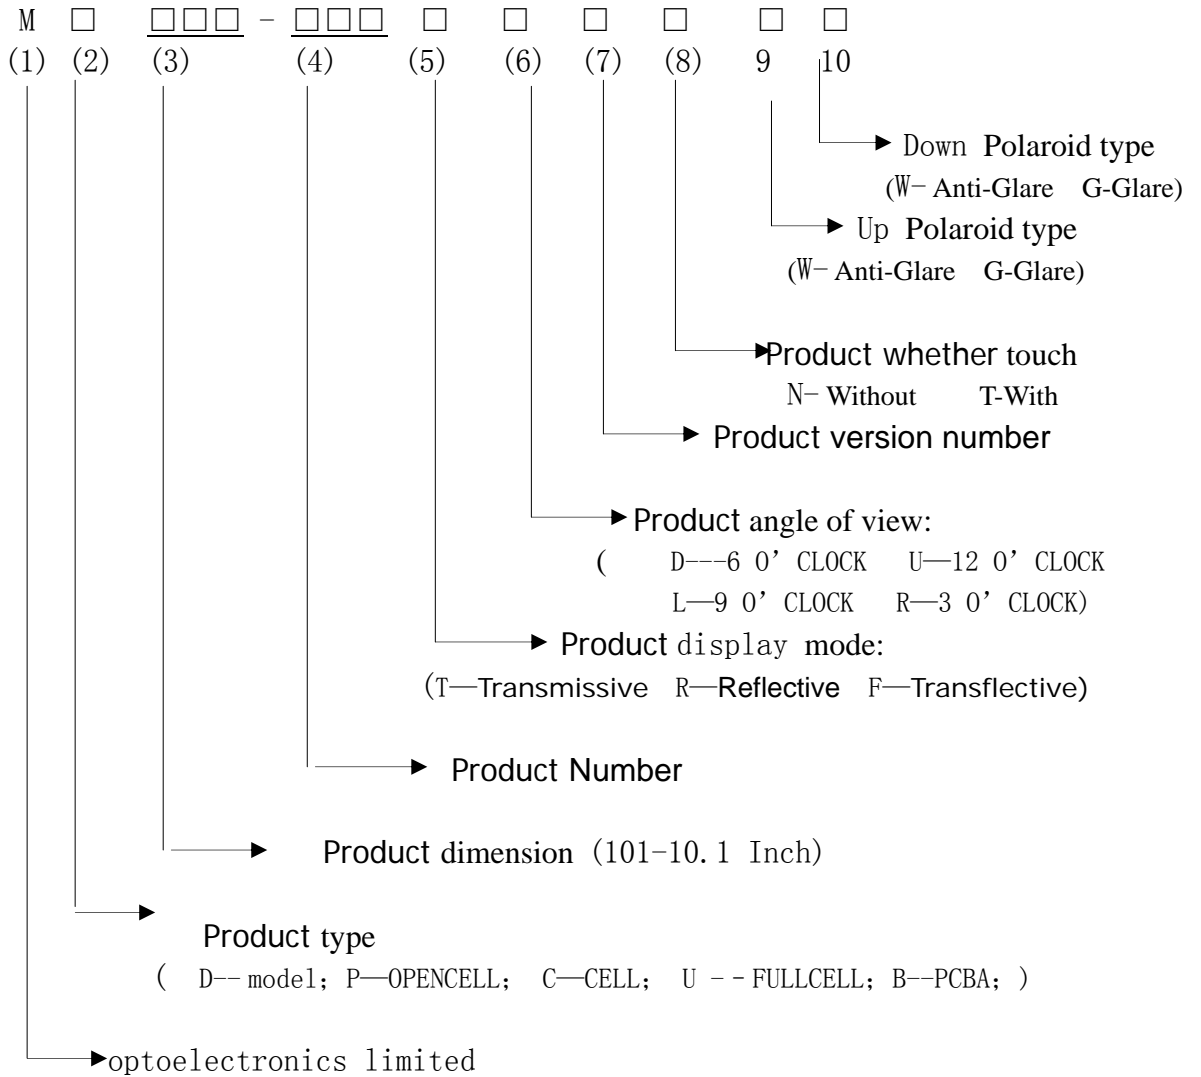 M □ □□□ - □□□ □ □ □ □ □ □
(1) (2) (3) (4) (5) (6) (7) (8) 9 10
Down Polaroid type
(W- Anti-Glare G-Glare)
Up Polaroid type
(W- Anti-Glare G-Glare)
Product whether touch
N- Without T-With
Product version number
Product angle of view:
( D---6 O’ CLOCK U—12 O’ CLOCK
L—9 O’ CLOCK R—3 O’ CLOCK)
Product display mode:
(T—Transmissive R—Reflective F—Transflective)
Product Number
Product dimension (101-10.1 Inch)
Product type
( D-- model; P—OPENCELL; C—CELL; U -- FULLCELL; B--PCBA; )
optoelectronics limited